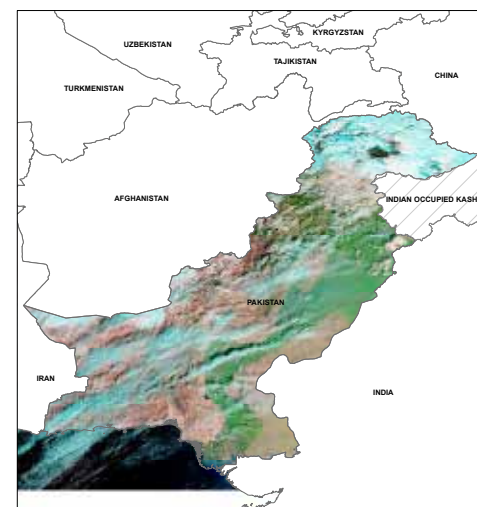 KYRGYZSTAN
UZBEKISTAN
TAJIKISTAN
CHINA
TURKMENISTAN
AFGHANISTAN
INDIAN OCCUPIED KASH
PAKISTAN
IRAN
INDIA